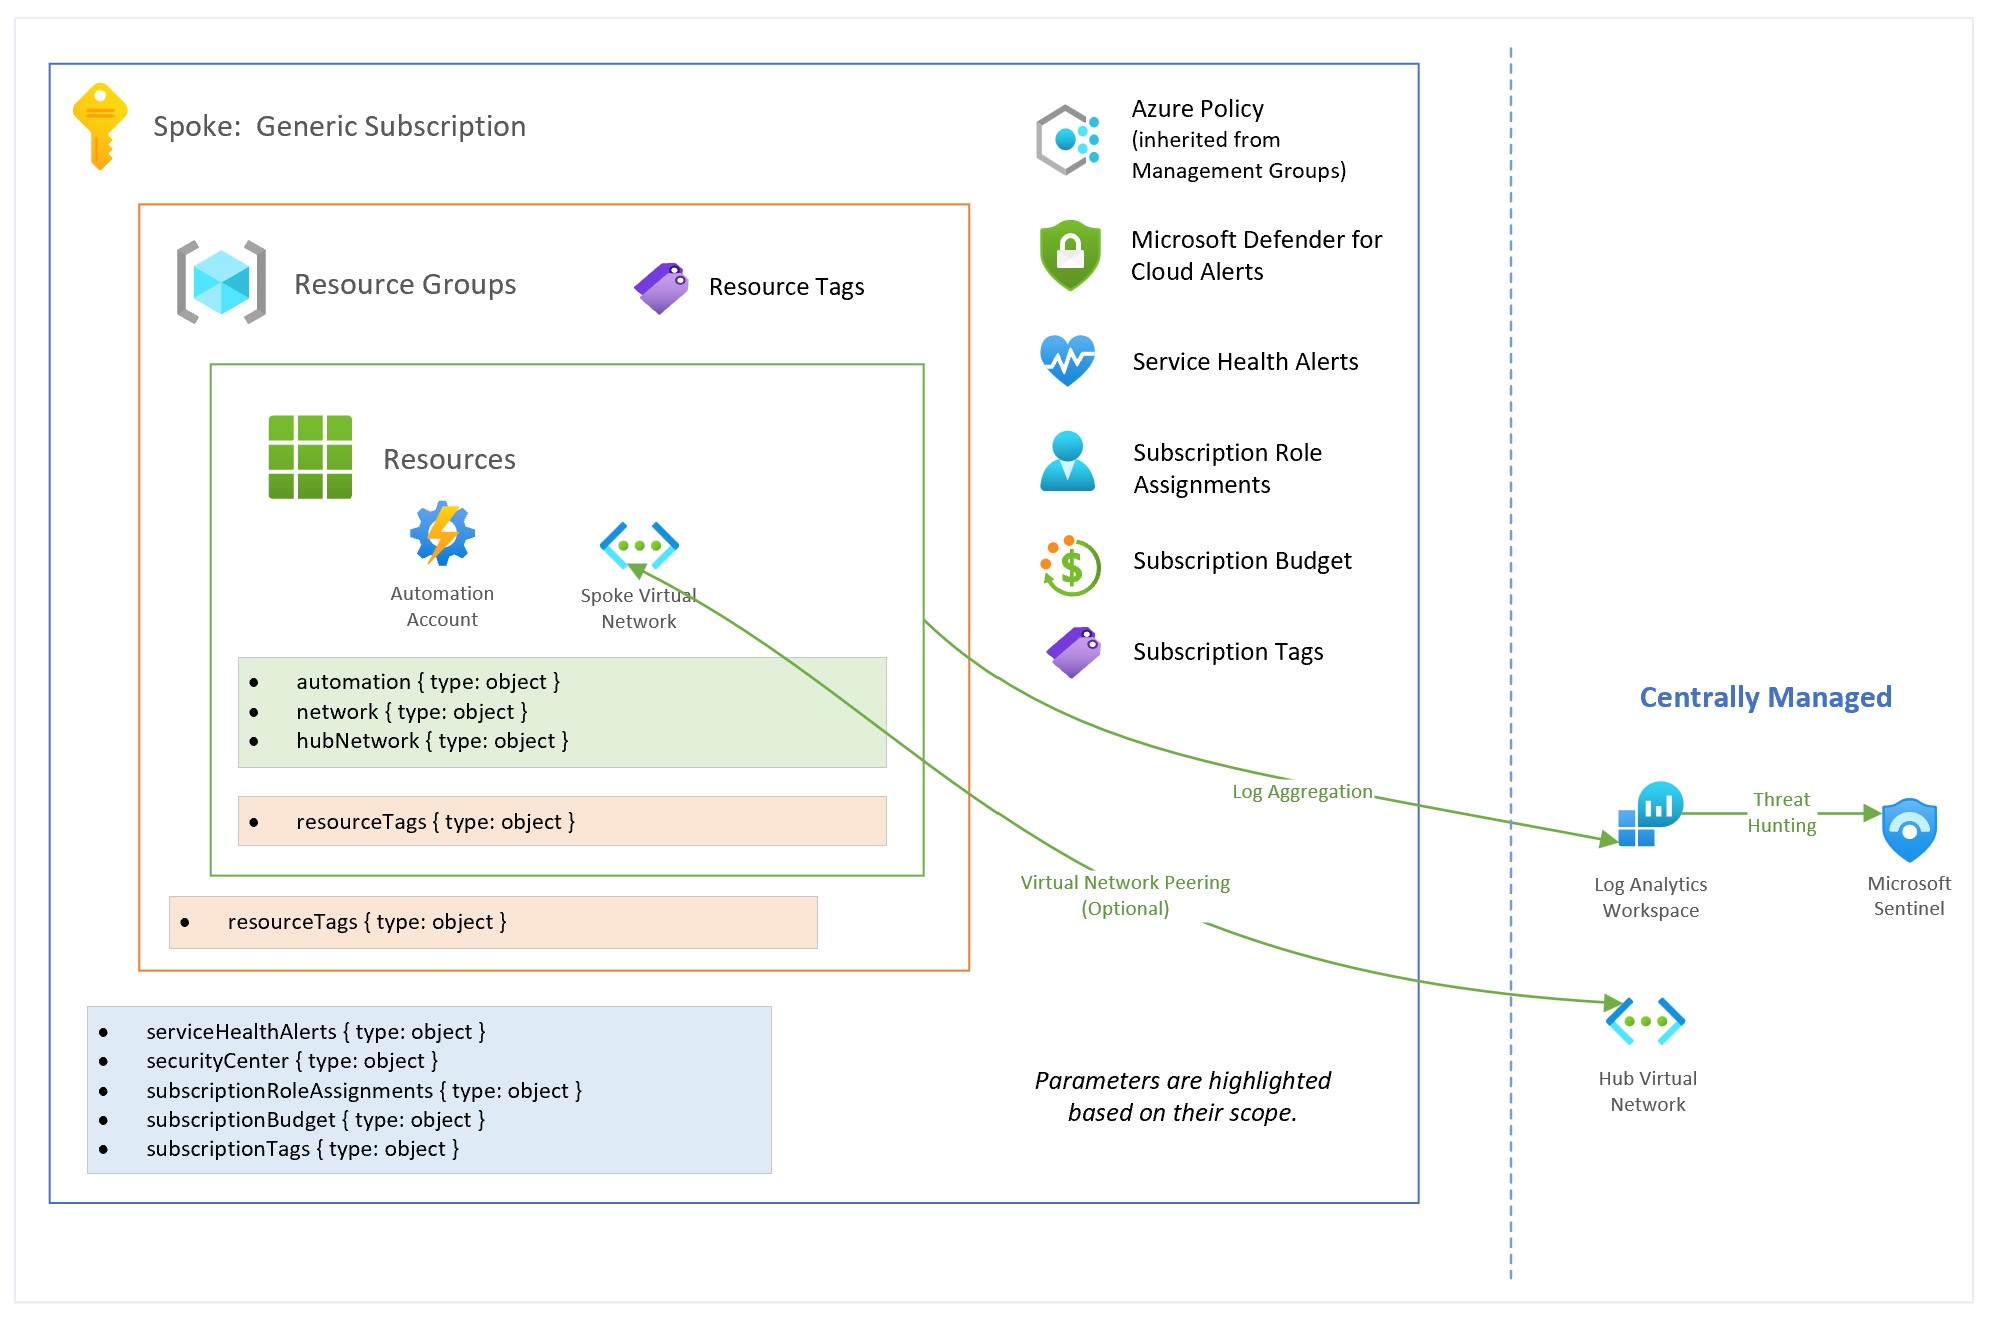 Spoke:  Generic Subscription
Azure Policy
(inherited from
Management Groups)
Microsoft Defender for
Cloud Alerts
Service Health Alerts
Subscription Role
Assignments
Subscription Budget
Subscription Tags
Resource Groups
Resource Tags
Resources
Automation
Account
Spoke Virtual
Network
• automation { type: object }
• network { type: object }
• hubNetwork { type: object }
• resourceTags { type: object }
• resourceTags { type: object }
• serviceHealthAlerts { type: object }
• securityCenter { type: object }
• subscriptionRoleAssignments { type: object }
• subscriptionBudget { type: object }
• subscriptionTags { type: object }
Log Aggregation
Virtual Network Peering
(Optional)
Parameters are highlighted
based on their scope.
Centrally Managed
Threat
Hunting
Log Analytics
Workspace
Microsoft
Sentinel
Hub Virtual
Network